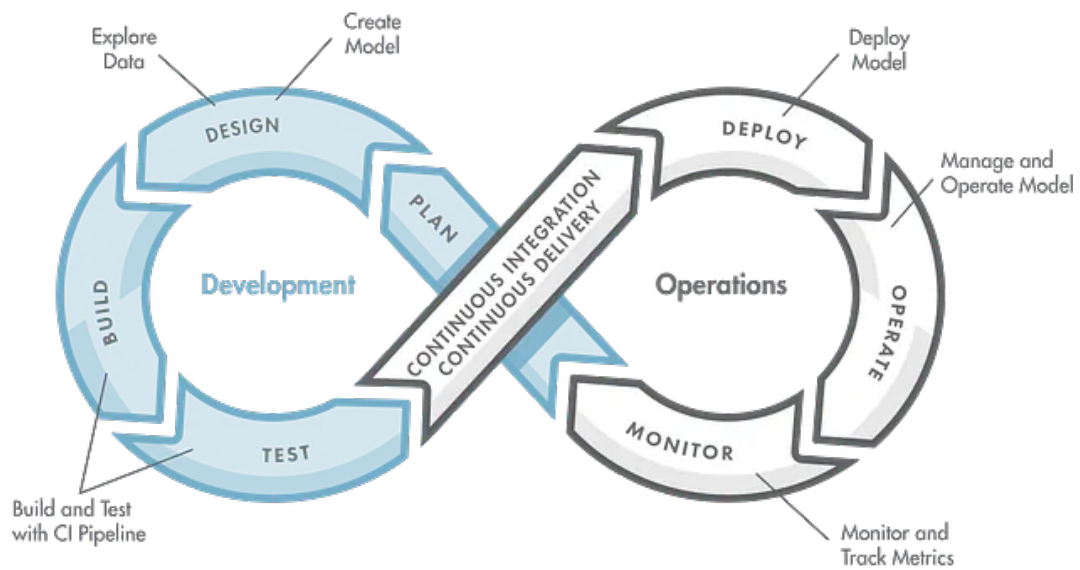 Explore
Data
Create
Model
Deploy
Model
DESIGN
DEPLOY
Manage and
Operate Model
PLAN
CONTINUOUS INTEGRATION
CONTINUOUS DELIVERY
Development
Operations
BUILD
OPERATE
TEST
MONITOR
Build and Test
with CI Pipeline
Monitor and
Track Metrics